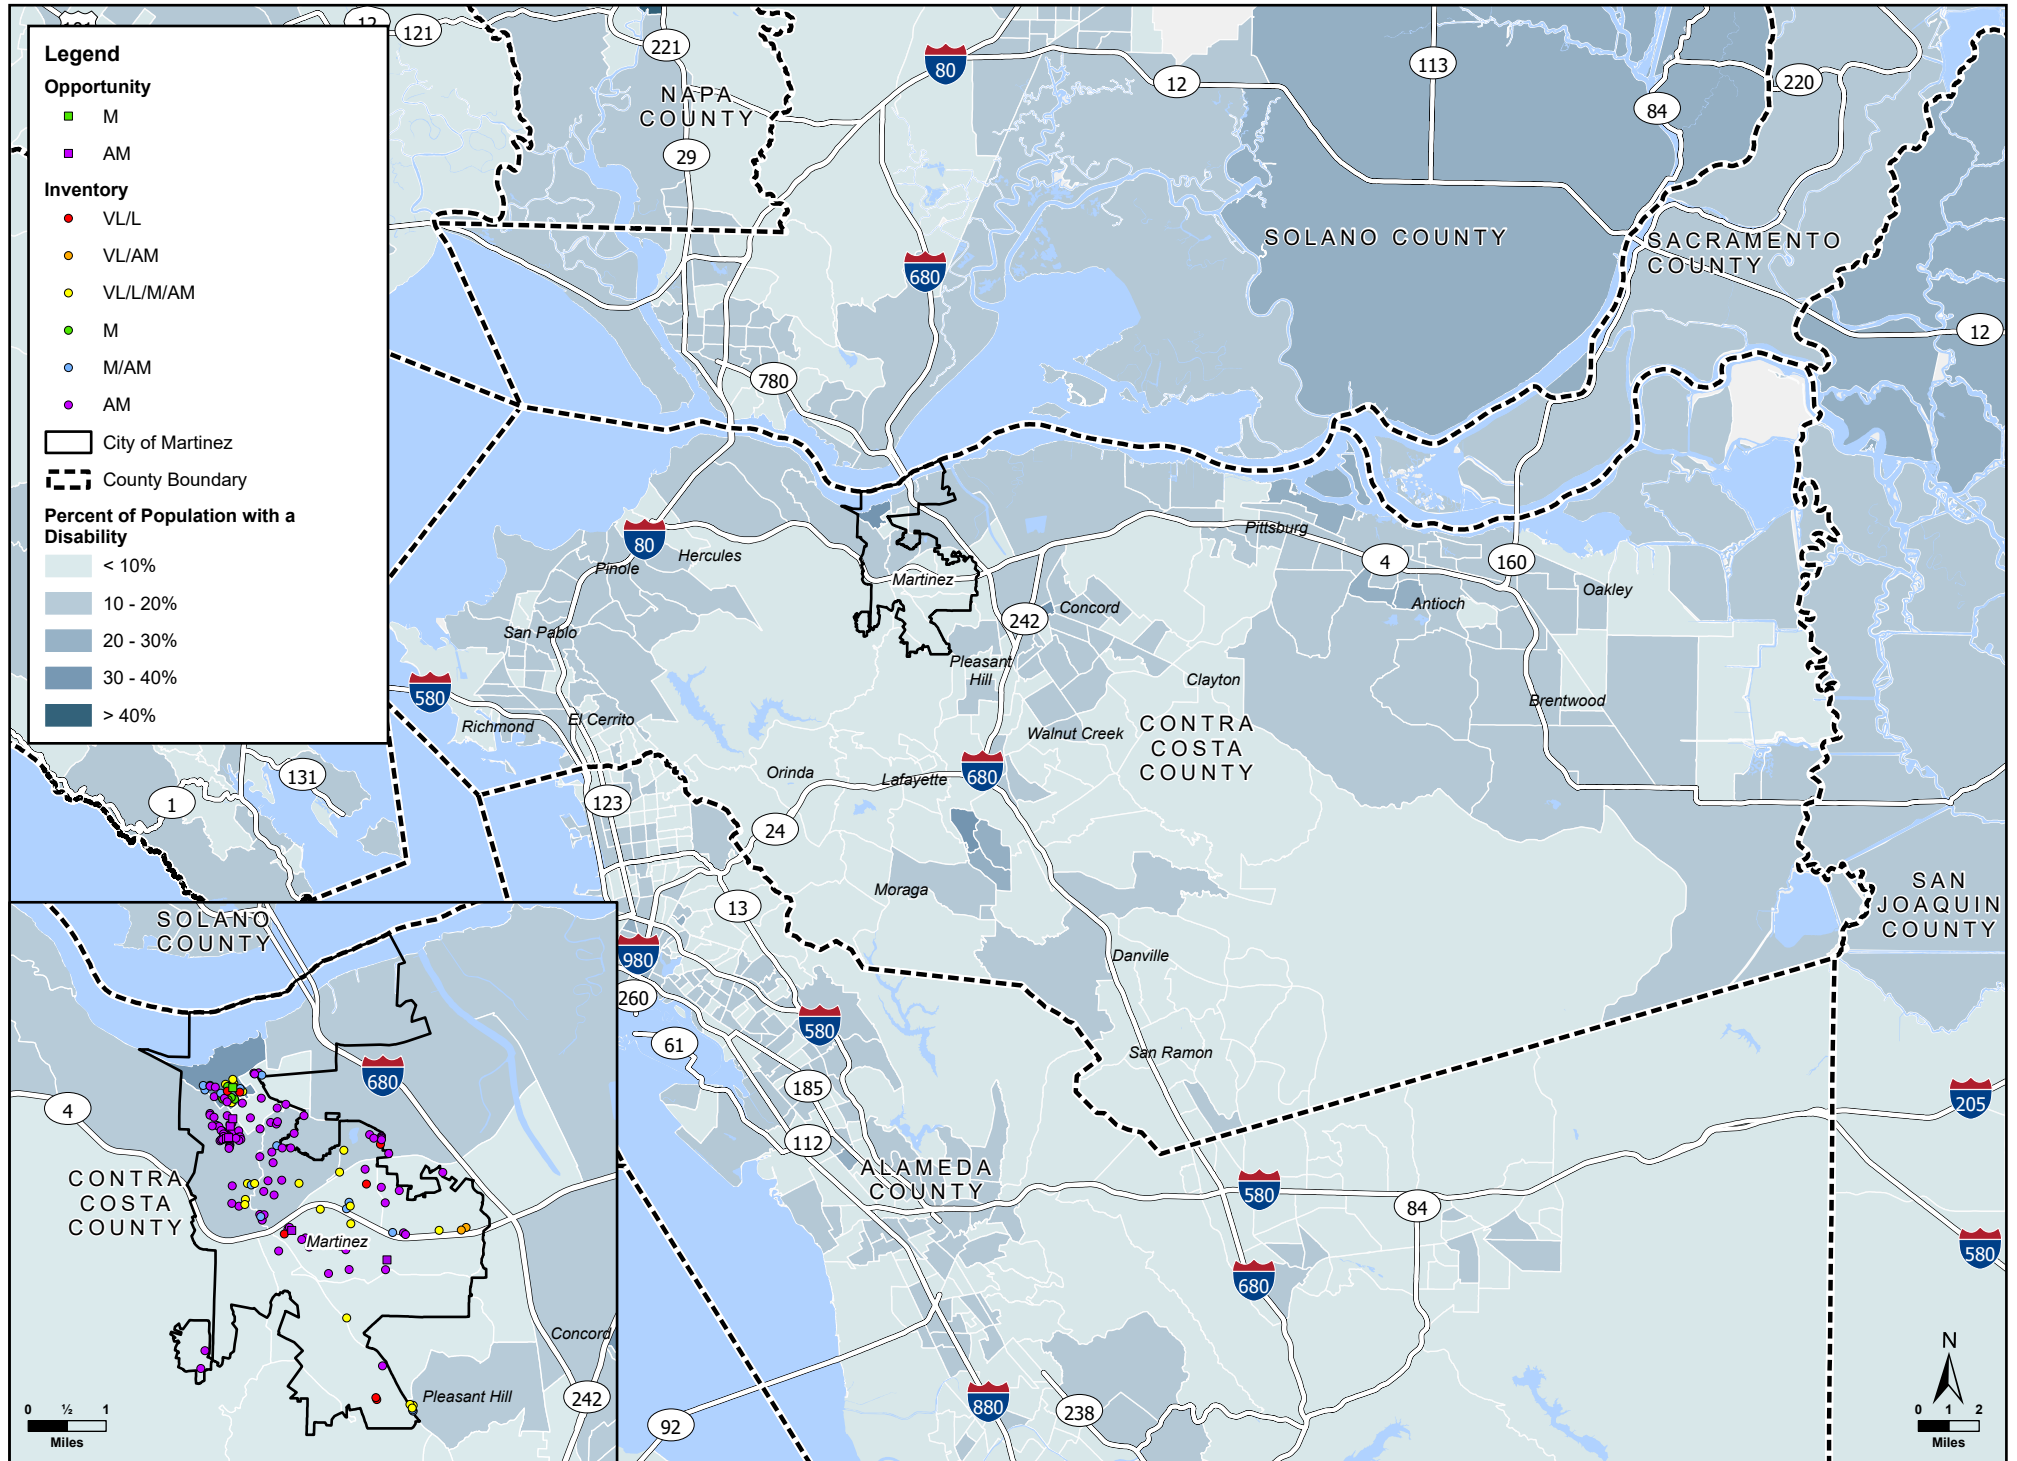 Legend
Opportunity
M
AM
Inventory
VL/L
VL/AM
VL/L/M/AM
M
M/AM
AM
City of Martinez
County Boundary
Percent of Population with a
Disability
< 10%
10 - 20%
20 - 30%
30 - 40%
> 40%
12
121
221
80
12
113
220
84
NAPA
COUNTY
29
SOLANO COUNTY
SACRAMENTO
COUNTY
680
12
780
80
Hercules
Pinole
Martinez
Pittsburg
4
160
Oakley
Antioch
Concord
242
San Pablo
Pleasant
Hill
Clayton
580
Richmond
El Cerrito
Brentwood
Walnut Creek
CONTRA
COSTA
COUNTY
Orinda
Lafayette
680
131
1
123
24
Moraga
13
SAN
JOAQUIN
COUNTY
980
Danville
260
580
61
San Ramon
185
205
112
ALAMEDA
COUNTY
580
84
580
680
880
238
92
N
0 1 2
Miles
SOLANO
COUNTY
680
4
CONTRA
COSTA
COUNTY
Martinez
Concord
Pleasant Hill
242
0 ½ 1
Miles